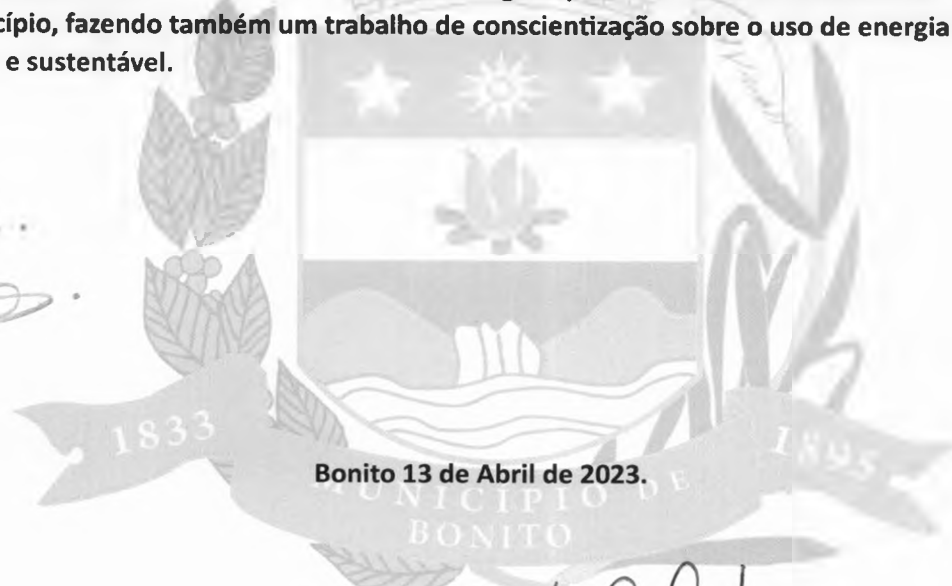 cípio, fazendo também um trabalho de conscientização sobre o uso de energia
e sustentável.
1833
1895
Bonito 13 de Abril de 2023.
MUNICÍPIO DE
BONITO